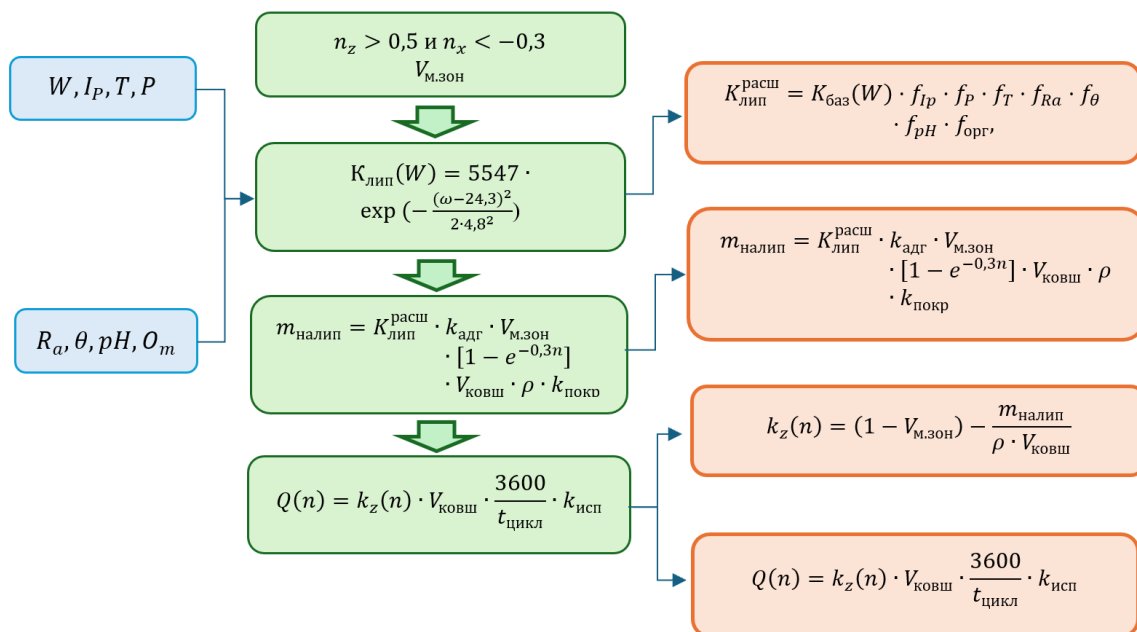 W, I_P, T, P
R_a, θ, pH, O_m
n_z > 0,5 и n_x < −0,3
V_м.зон
К_лип(W) = 5547 ·
exp (−(ω−24,3)²/(2·4,8²))
m_налип = K_лип^расш · k_адг · V_м.зон
· [1 − e^(−0,3n)]
· V_ковш · ρ · k_покр
Q(n) = k_z(n) · V_ковш · 3600/t_цикл · k_исп
K_лип^расш = K_баз(W) · f_Ip · f_P · f_T · f_Ra · f_θ
· f_pH · f_орг,
m_налип = K_лип^расш · k_адг · V_м.зон
· [1 − e^(−0,3n)] · V_ковш · ρ
· k_покр
k_z(n) = (1 − V_м.зон) − m_налип/(ρ · V_ковш)
Q(n) = k_z(n) · V_ковш · 3600/t_цикл · k_исп